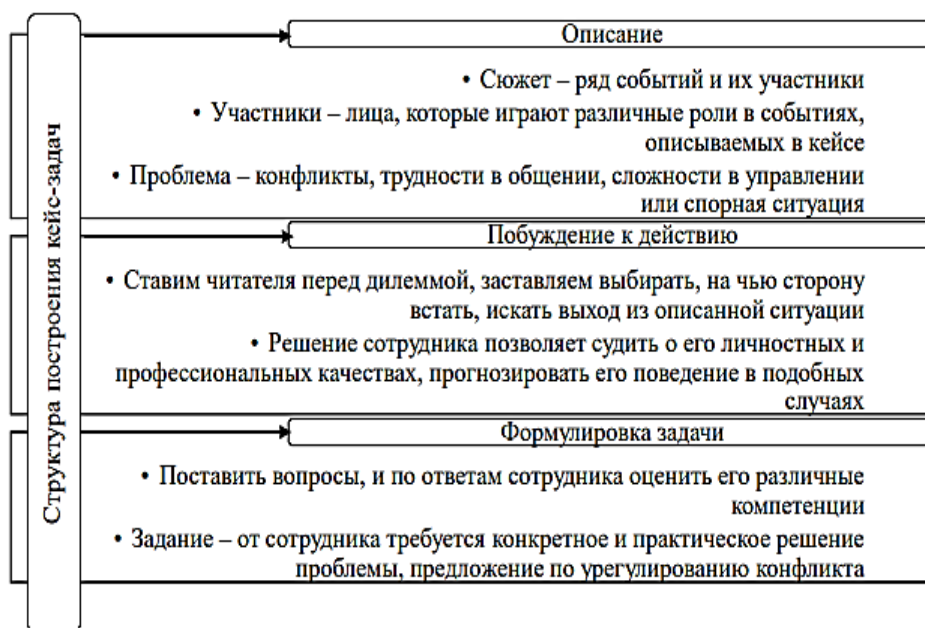 Структура построения кейс-задач
Описание
• Сюжет – ряд событий и их участники
• Участники – лица, которые играют различные роли в событиях,
описываемых в кейсе
• Проблема – конфликты, трудности в общении, сложности в управлении
или спорная ситуация
Побуждение к действию
• Ставим читателя перед дилеммой, заставляем выбирать, на чью сторону
встать, искать выход из описанной ситуации
• Решение сотрудника позволяет судить о его личностных и
профессиональных качествах, прогнозировать его поведение в подобных
случаях
Формулировка задачи
• Поставить вопросы, и по ответам сотрудника оценить его различные
компетенции
• Задание – от сотрудника требуется конкретное и практическое решение
проблемы, предложение по урегулированию конфликта